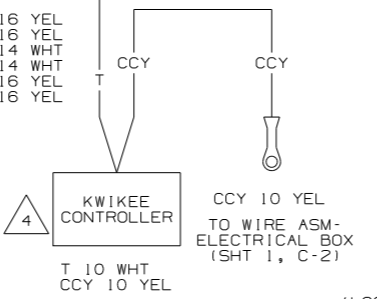 16 YEL
16 YEL
14 WHT
14 WHT
16 YEL
16 YEL
T
CCY
CCY
4
KWIKEE
CONTROLLER
T 10 WHT
CCY 10 YEL
CCY 10 YEL
TO WIRE ASM-
ELECTRICAL BOX
(SHT 1, C-2)